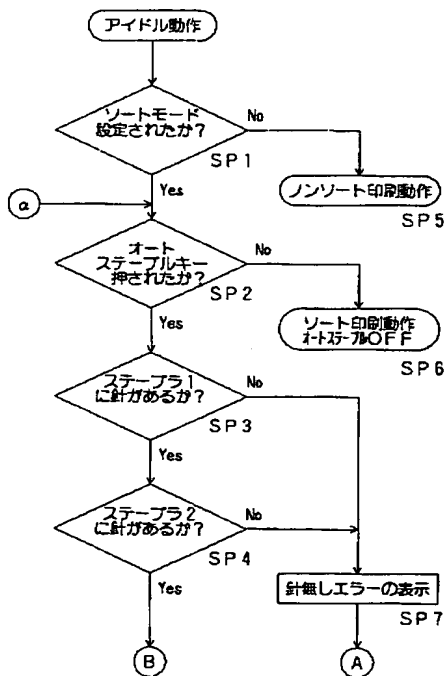 アイドル動作
ソートモード
設定されたか?
No
SP1
Yes
ノンソート印刷動作
SP5
α
オート
ステープルキー
押されたか?
No
SP2
Yes
ソート印刷動作
オートステープルOFF
SP6
ステープラ1
に針があるか?
No
SP3
Yes
ステープラ2
に針があるか?
No
SP4
Yes
針無しエラーの表示
SP7
B
A